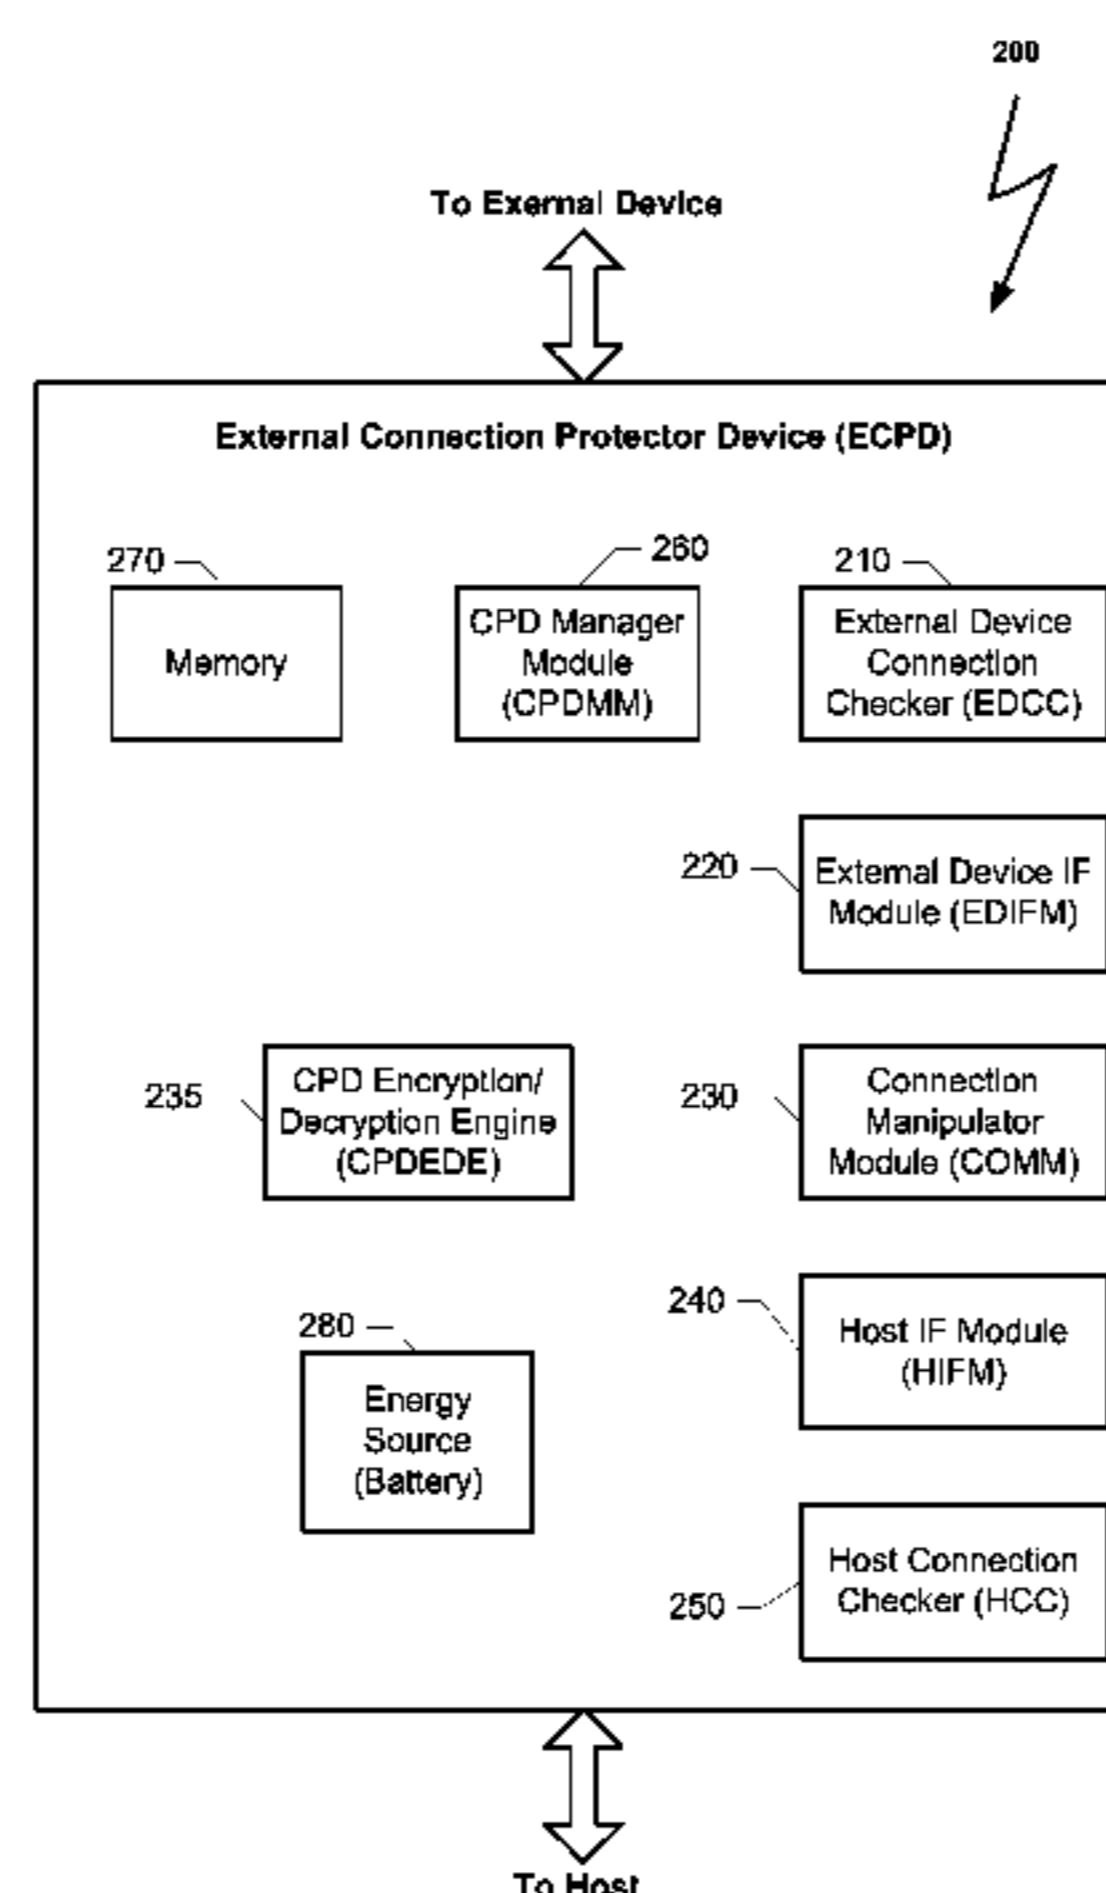 200
To Exernal Device
External Connection Protector Device (ECPD)
270
Memory
260
CPD Manager
Module
(CPDMM)
210
External Device
Connection
Checker (EDCC)
220
External Device IF
Module (EDIFM)
235
CPD Encryption/
Decryption Engine
(CPDEDE)
230
Connection
Manipulator
Module (COMM)
240
Host IF Module
(HIFM)
280
Energy
Source
(Battery)
250
Host Connection
Checker (HCC)
To Host